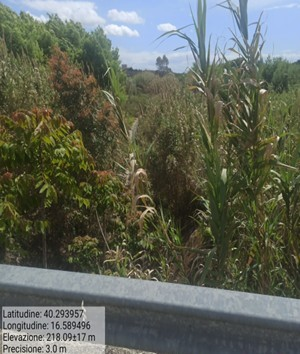 Latitudine: 40.293957
Longitudine: 16.589496
Elevazione: 218.09±17 m
Precisione: 3.0 m